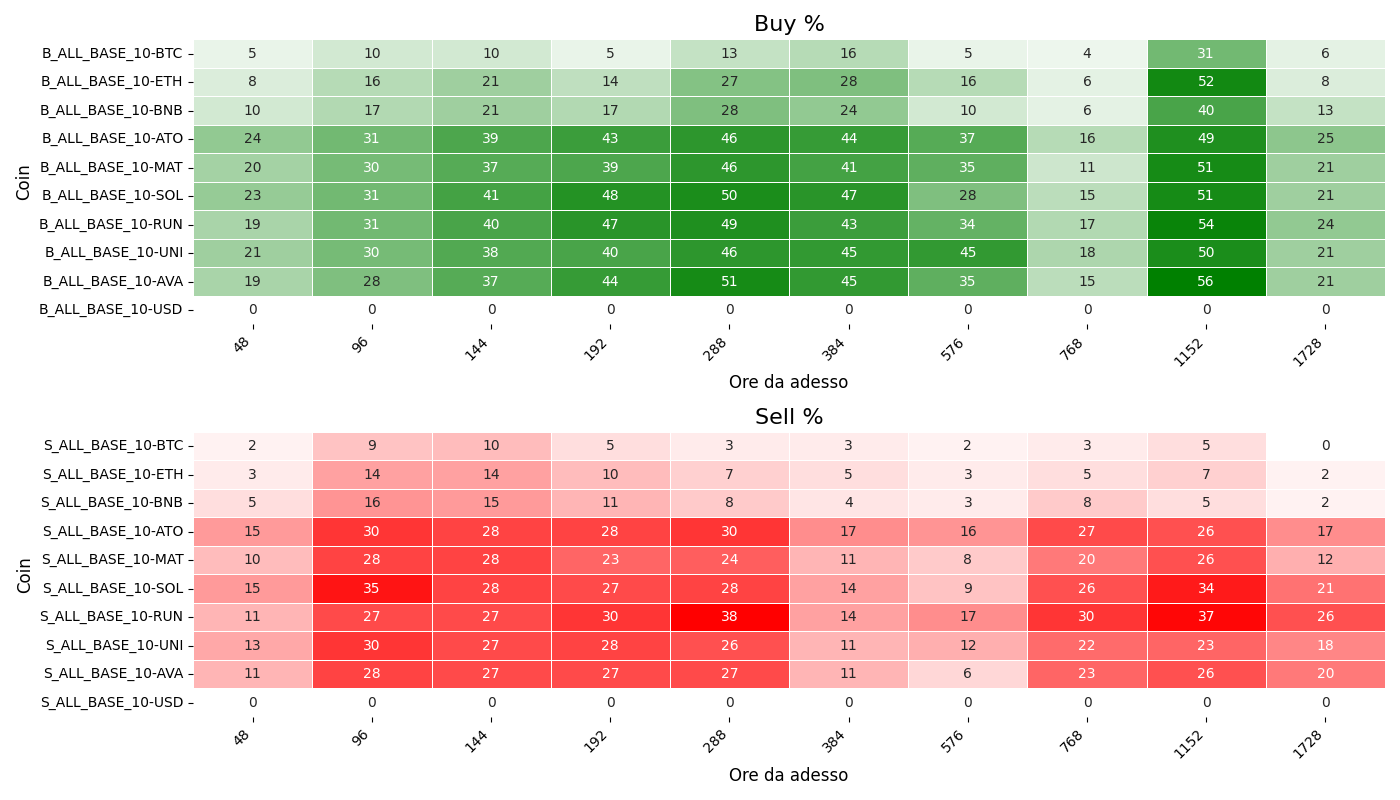 Buy %
B_ALL_BASE_10-BTC 5 10 10 5 13 16 5 4 31 6
B_ALL_BASE_10-ETH 8 16 21 14 27 28 16 6 52 8
B_ALL_BASE_10-BNB 10 17 21 17 28 24 10 6 40 13
B_ALL_BASE_10-ATO 24 31 39 43 46 44 37 16 49 25
B_ALL_BASE_10-MAT 20 30 37 39 46 41 35 11 51 21
B_ALL_BASE_10-SOL 23 31 41 48 50 47 28 15 51 21
B_ALL_BASE_10-RUN 19 31 40 47 49 43 34 17 54 24
B_ALL_BASE_10-UNI 21 30 38 40 46 45 45 18 50 21
B_ALL_BASE_10-AVA 19 28 37 44 51 45 35 15 56 21
B_ALL_BASE_10-USD 0 0 0 0 0 0 0 0 0 0
Coin
48 96 144 192 288 384 576 768 1152 1728
Ore da adesso
Sell %
S_ALL_BASE_10-BTC 2 9 10 5 3 3 2 3 5 0
S_ALL_BASE_10-ETH 3 14 14 10 7 5 3 5 7 2
S_ALL_BASE_10-BNB 5 16 15 11 8 4 3 8 5 2
S_ALL_BASE_10-ATO 15 30 28 28 30 17 16 27 26 17
S_ALL_BASE_10-MAT 10 28 28 23 24 11 8 20 26 12
S_ALL_BASE_10-SOL 15 35 28 27 28 14 9 26 34 21
S_ALL_BASE_10-RUN 11 27 27 30 38 14 17 30 37 26
S_ALL_BASE_10-UNI 13 30 27 28 26 11 12 22 23 18
S_ALL_BASE_10-AVA 11 28 27 27 27 11 6 23 26 20
S_ALL_BASE_10-USD 0 0 0 0 0 0 0 0 0 0
Coin
48 96 144 192 288 384 576 768 1152 1728
Ore da adesso